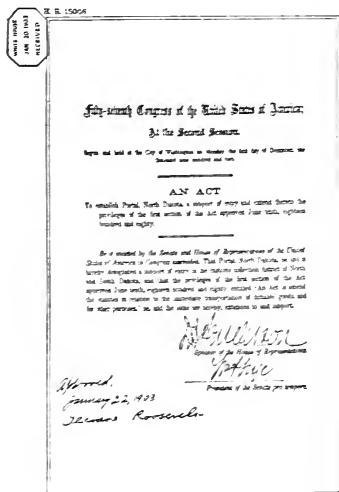 H. R. 15006
WHITE HOUSE
JAN 20 1903
RECEIVED
Fifty-seventh Congress of the United States of America;
At the Second Session,
Begun and held at the City of Washington on Monday, the first day of December, one
thousand nine hundred and two.
AN ACT
To establish Portal, North Dakota, a subport of entry and extend thereto the
privileges of the first section of the Act approved June tenth, eighteen
hundred and eighty.
Be it enacted by the Senate and House of Representatives of the United
States of America in Congress assembled, That Portal, North Dakota, be and is
hereby designated a subport of entry in the customs collection district of North
and South Dakota, and that the privileges of the first section of the Act
approved June tenth, eighteen hundred and eighty, entitled "An Act to amend
the statutes in relation to the immediate transportation of dutiable goods, and
for other purposes," be, and the same are hereby, extended to said subport.
Speaker of the House of Representatives.
President of the Senate pro tempore.
Approved.
January 22, 1903
Theodore Roosevelt